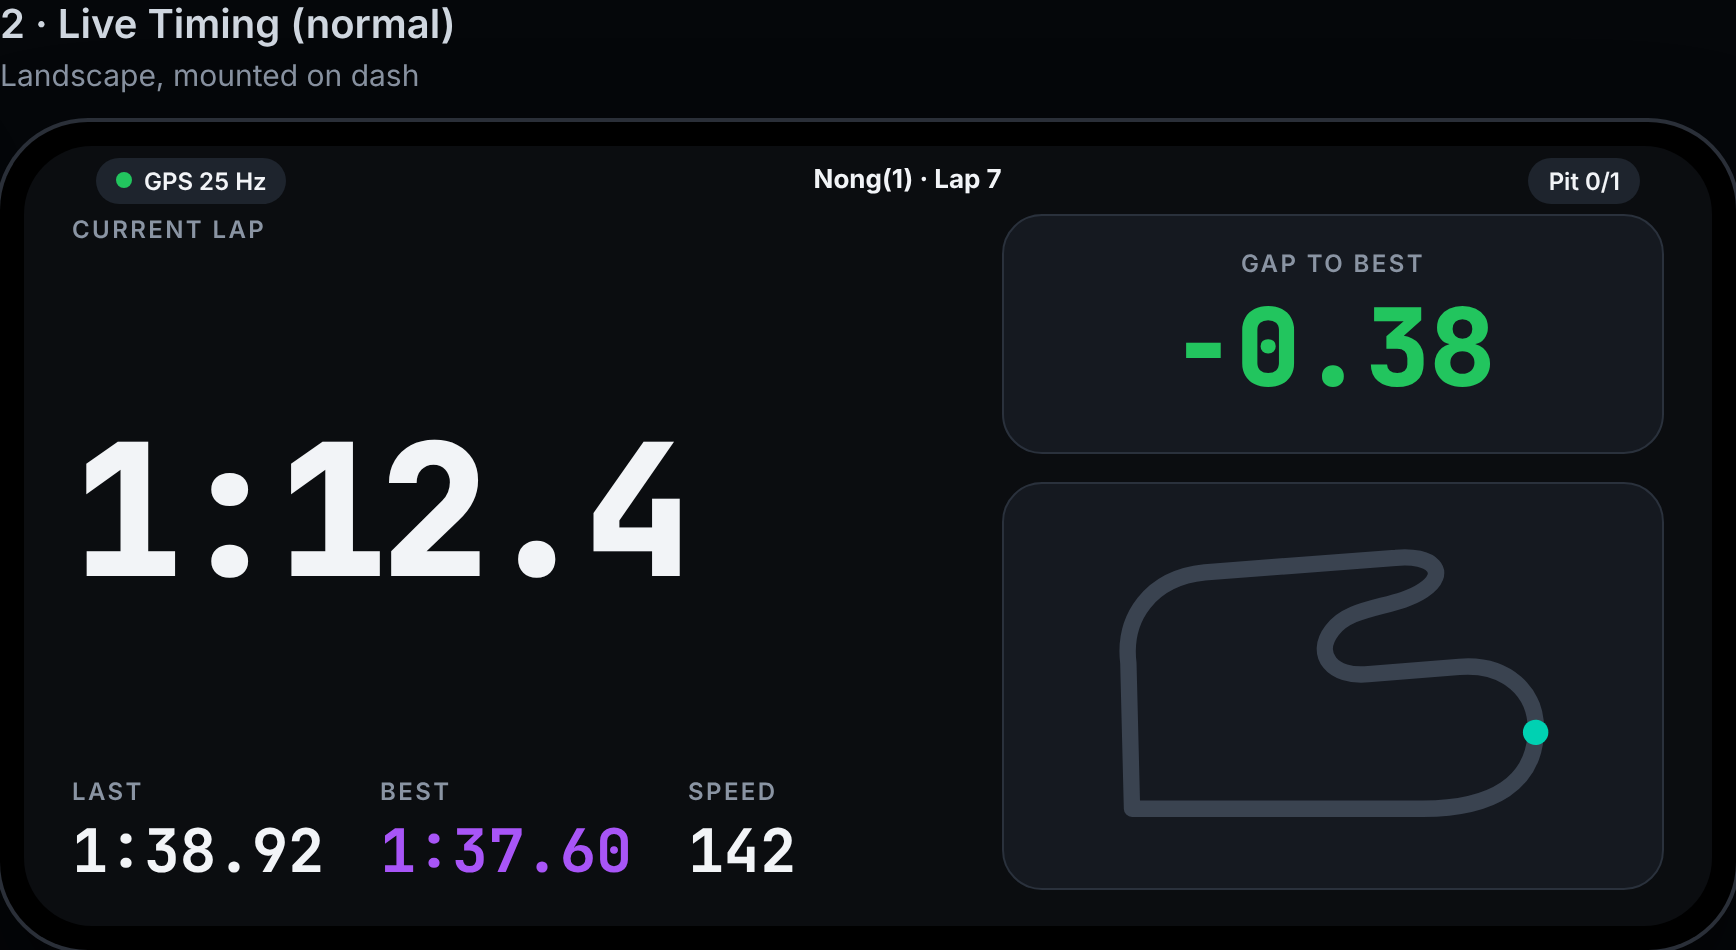 2 · Live Timing (normal)
Landscape, mounted on dash
GPS 25 Hz
Nong(1) · Lap 7
Pit 0/1
CURRENT LAP
1:12.4
GAP TO BEST
-0.38
LAST
1:38.92
BEST
1:37.60
SPEED
142